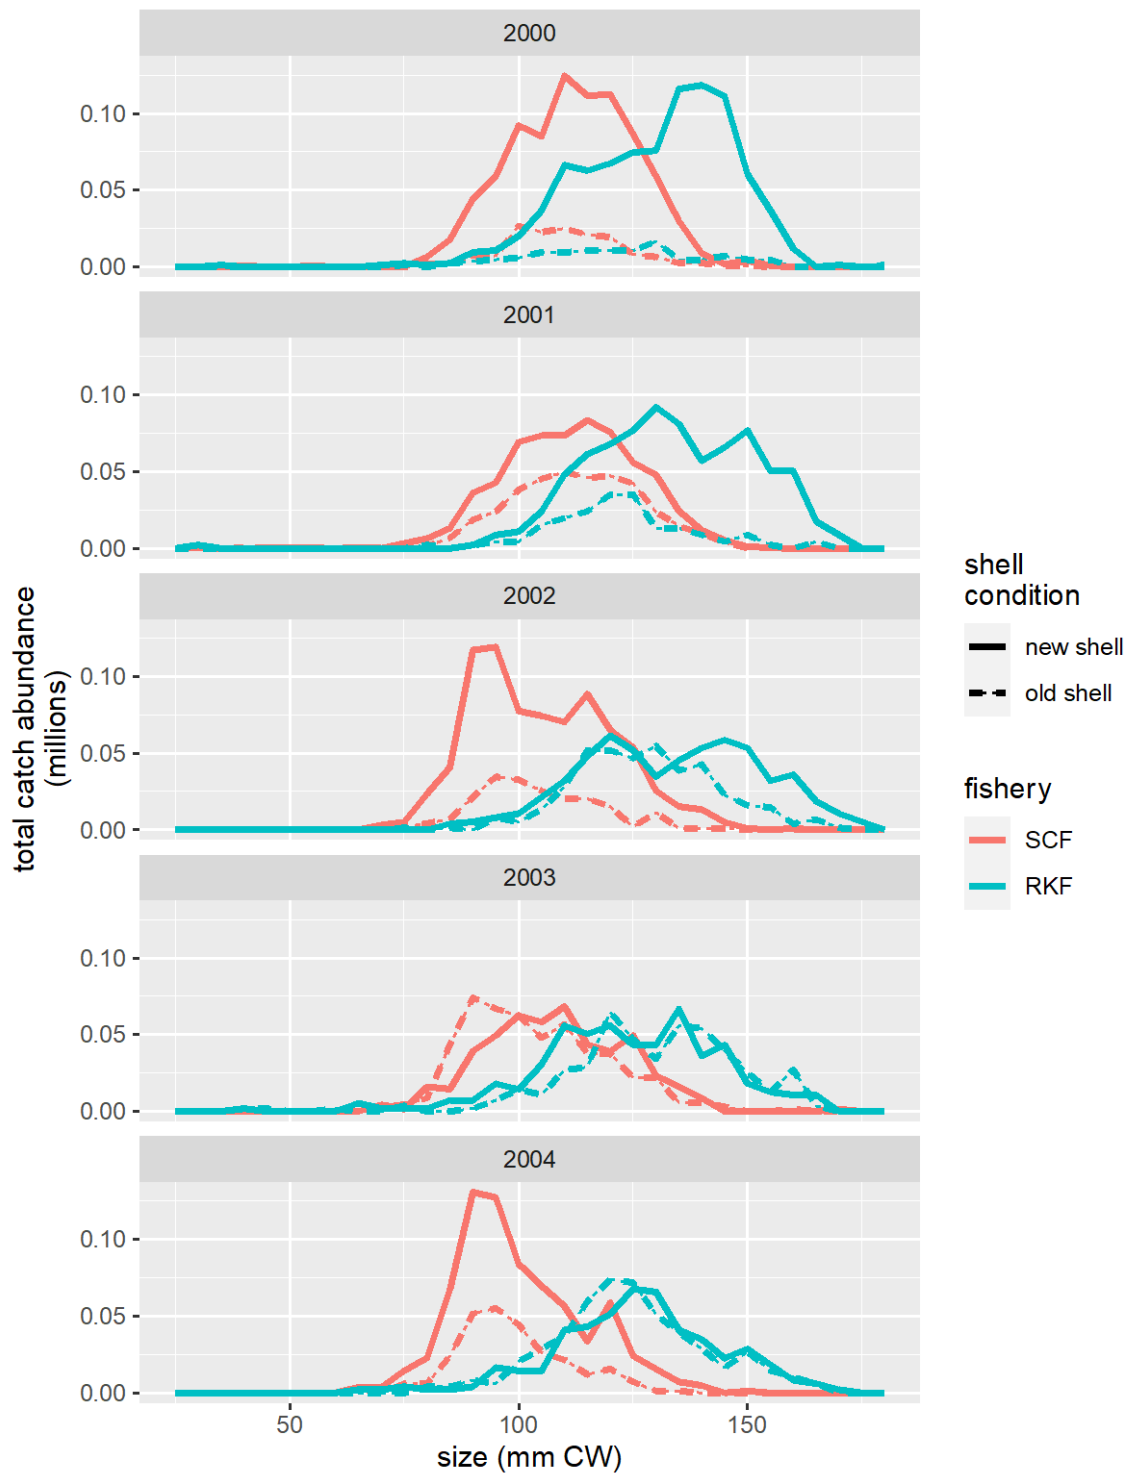 2000
0.10
0.05
0.00
2001
0.10
0.05
0.00
2002
0.10
0.05
0.00
2003
0.10
0.05
0.00
2004
0.10
0.05
0.00
50 100 150
size (mm CW)
total catch abundance
(millions)
shell
condition
new shell
old shell
fishery
SCF
RKF